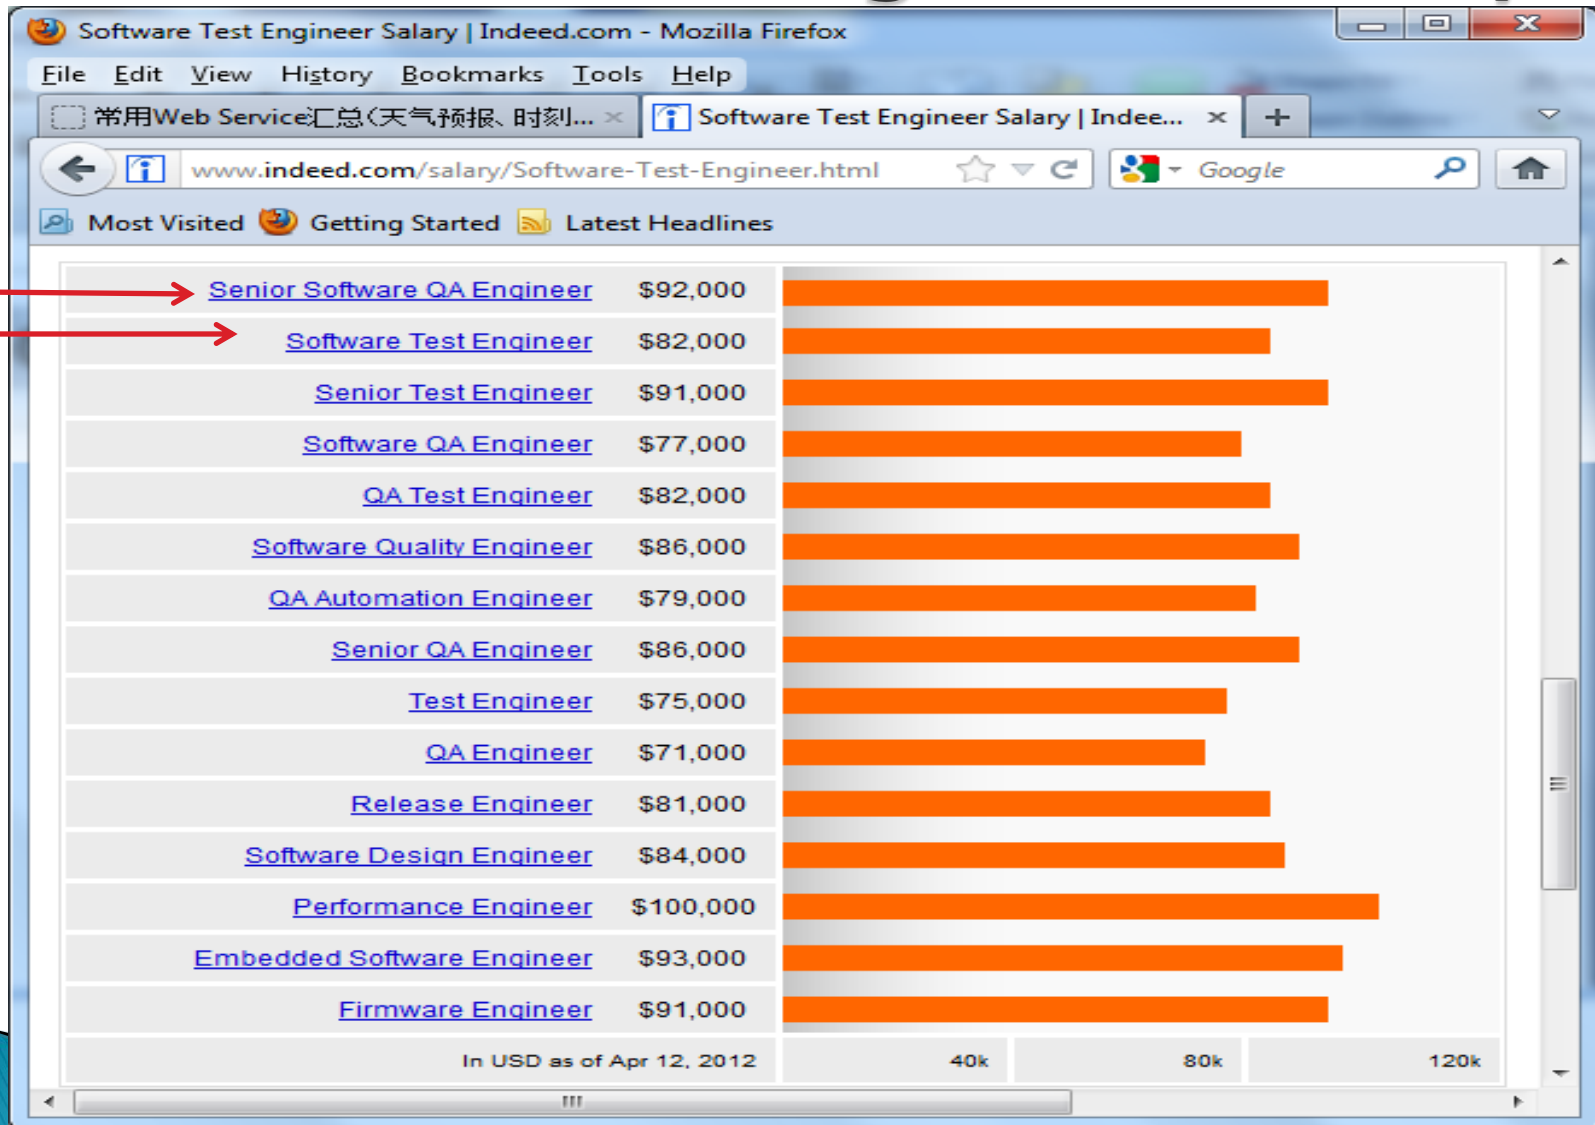 Software Test Engineer Salary | Indeed.com - Mozilla Firefox
File Edit View History Bookmarks Tools Help
常用Web Service汇总(天气预报、时刻... Software Test Engineer Salary | Indee...
www.indeed.com/salary/Software-Test-Engineer.html Google
Most Visited Getting Started Latest Headlines
Senior Software QA Engineer $92,000
Software Test Engineer $82,000
Senior Test Engineer $91,000
Software QA Engineer $77,000
QA Test Engineer $82,000
Software Quality Engineer $86,000
QA Automation Engineer $79,000
Senior QA Engineer $86,000
Test Engineer $75,000
QA Engineer $71,000
Release Engineer $81,000
Software Design Engineer $84,000
Performance Engineer $100,000
Embedded Software Engineer $93,000
Firmware Engineer $91,000
In USD as of Apr 12, 2012 40k 80k 120k